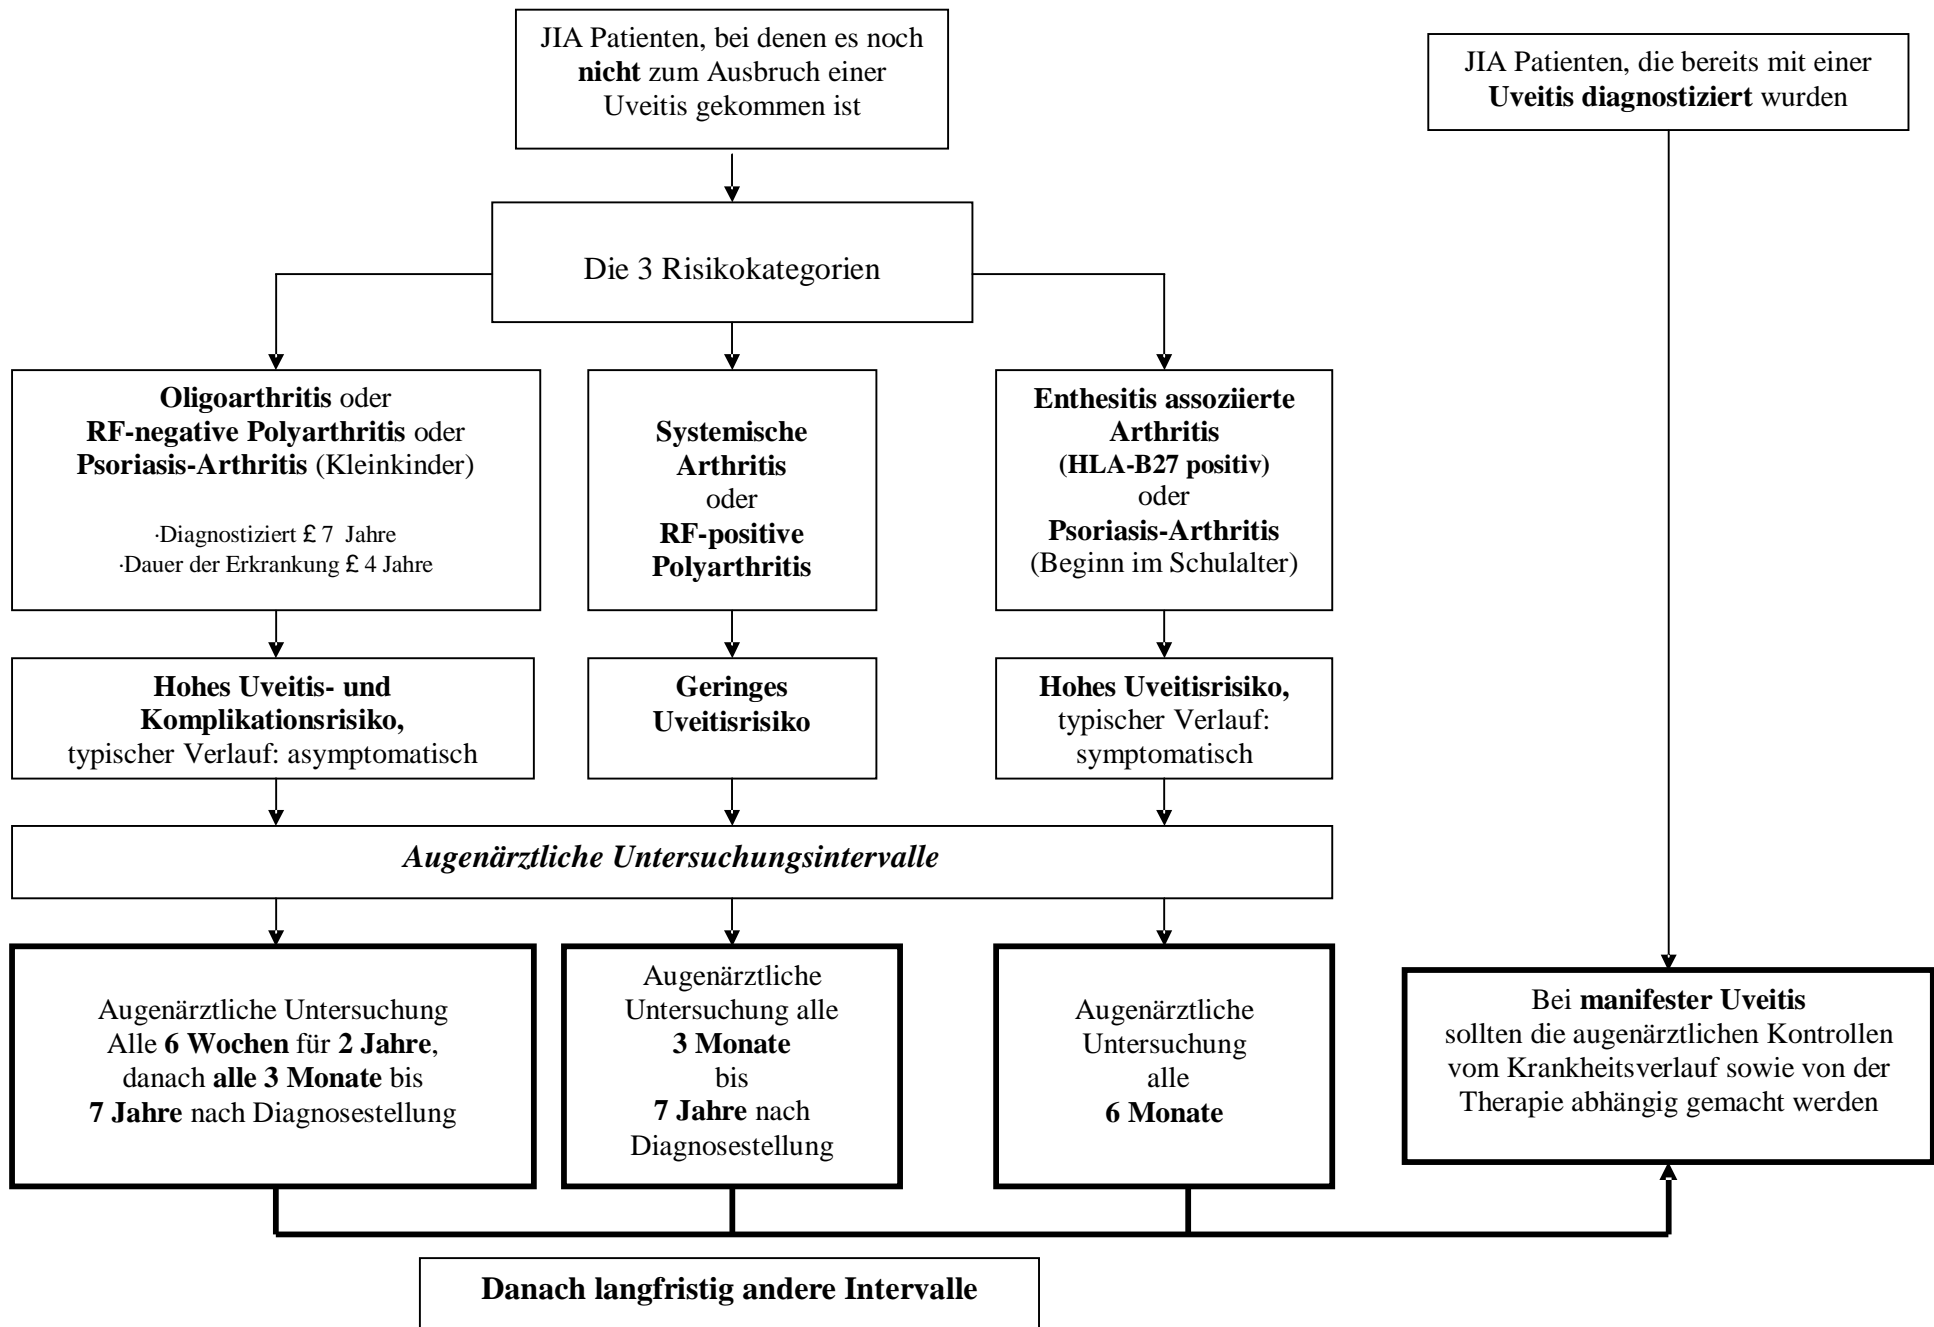 JIA Patienten, bei denen es noch
nicht zum Ausbruch einer
Uveitis gekommen ist
JIA Patienten, die bereits mit einer
Uveitis diagnostiziert wurden
Die 3 Risikokategorien
Oligoarthritis oder
RF-negative Polyarthritis oder
Psoriasis-Arthritis (Kleinkinder)
·Diagnostiziert £ 7 Jahre
·Dauer der Erkrankung £ 4 Jahre
Systemische
Arthritis
oder
RF-positive
Polyarthritis
Enthesitis assoziierte
Arthritis
(HLA-B27 positiv)
oder
Psoriasis-Arthritis
(Beginn im Schulalter)
Hohes Uveitis- und
Komplikationsrisiko,
typischer Verlauf: asymptomatisch
Geringes
Uveitisrisiko
Hohes Uveitisrisiko,
typischer Verlauf:
symptomatisch
Augenärztliche Untersuchungsintervalle
Augenärztliche Untersuchung
Alle 6 Wochen für 2 Jahre,
danach alle 3 Monate bis
7 Jahre nach Diagnosestellung
Augenärztliche
Untersuchung alle
3 Monate
bis
7 Jahre nach
Diagnosestellung
Augenärztliche
Untersuchung
alle
6 Monate
Bei manifester Uveitis
sollten die augenärztlichen Kontrollen
vom Krankheitsverlauf sowie von der
Therapie abhängig gemacht werden
Danach langfristig andere Intervalle